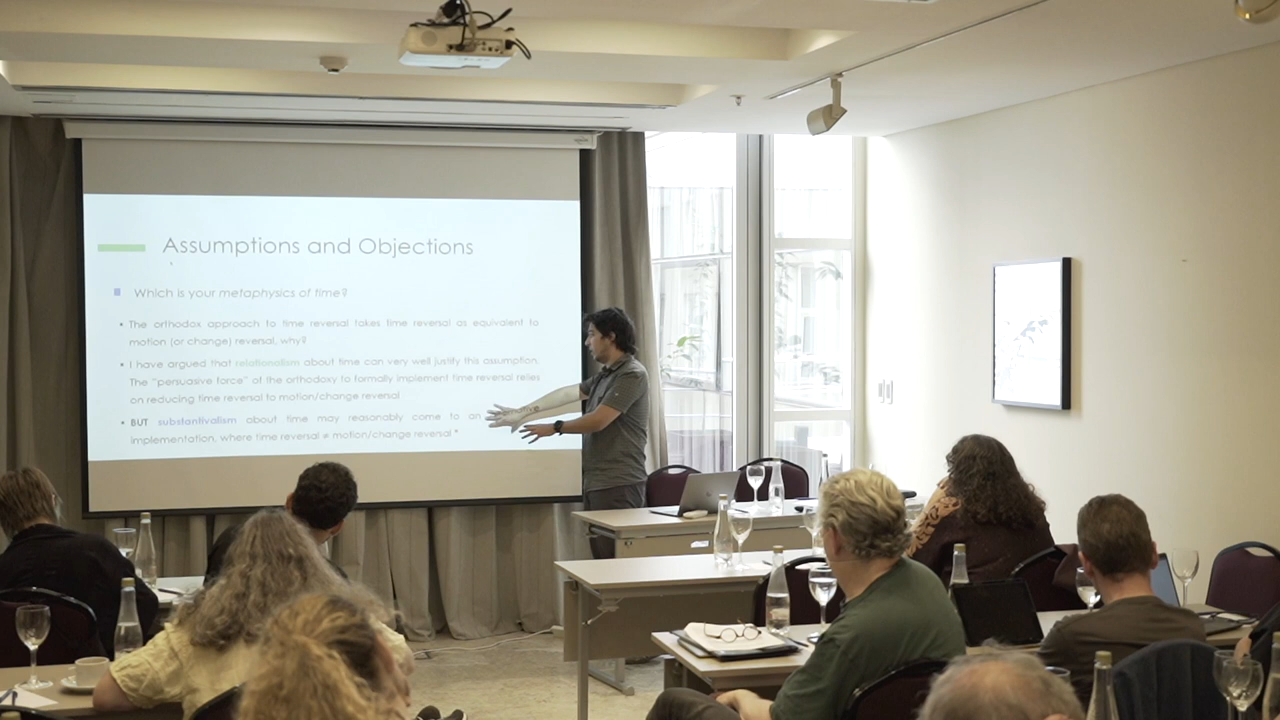 Assumptions and Objections
Which is your metaphysics of time?
The orthodox approach to time reversal takes time reversal as equivalent to
motion (or change) reversal, why?
I have argued that relationalism about time can very well justify this assumption.
The "persuasive force" of the orthodoxy to formally implement time reversal relies
on reducing time reversal to motion/change reversal
BUT substantivalism about time may reasonably come to an
implementation, where time reversal ≠ motion/change reversal